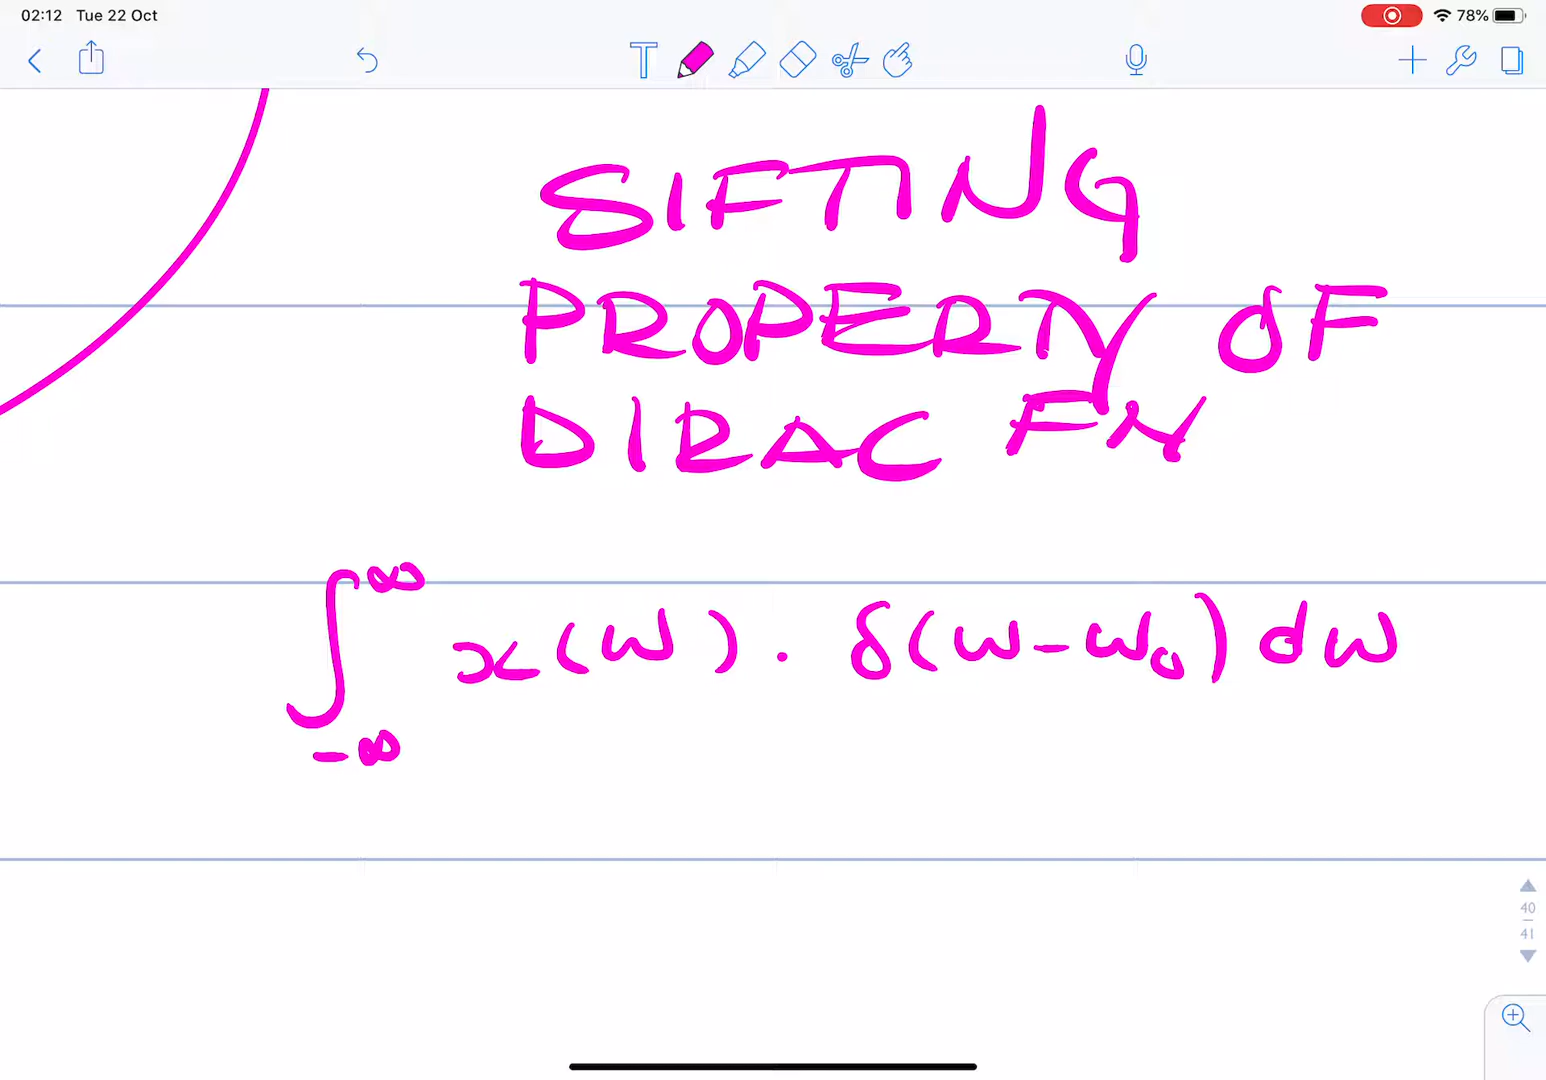 02:12 Tue 22 Oct 78%
T
SIFTING
PROPERTY OF
DIRAC FN
∫ ∞ -∞ x(ω) . δ(ω-ω₀) dω
40
41